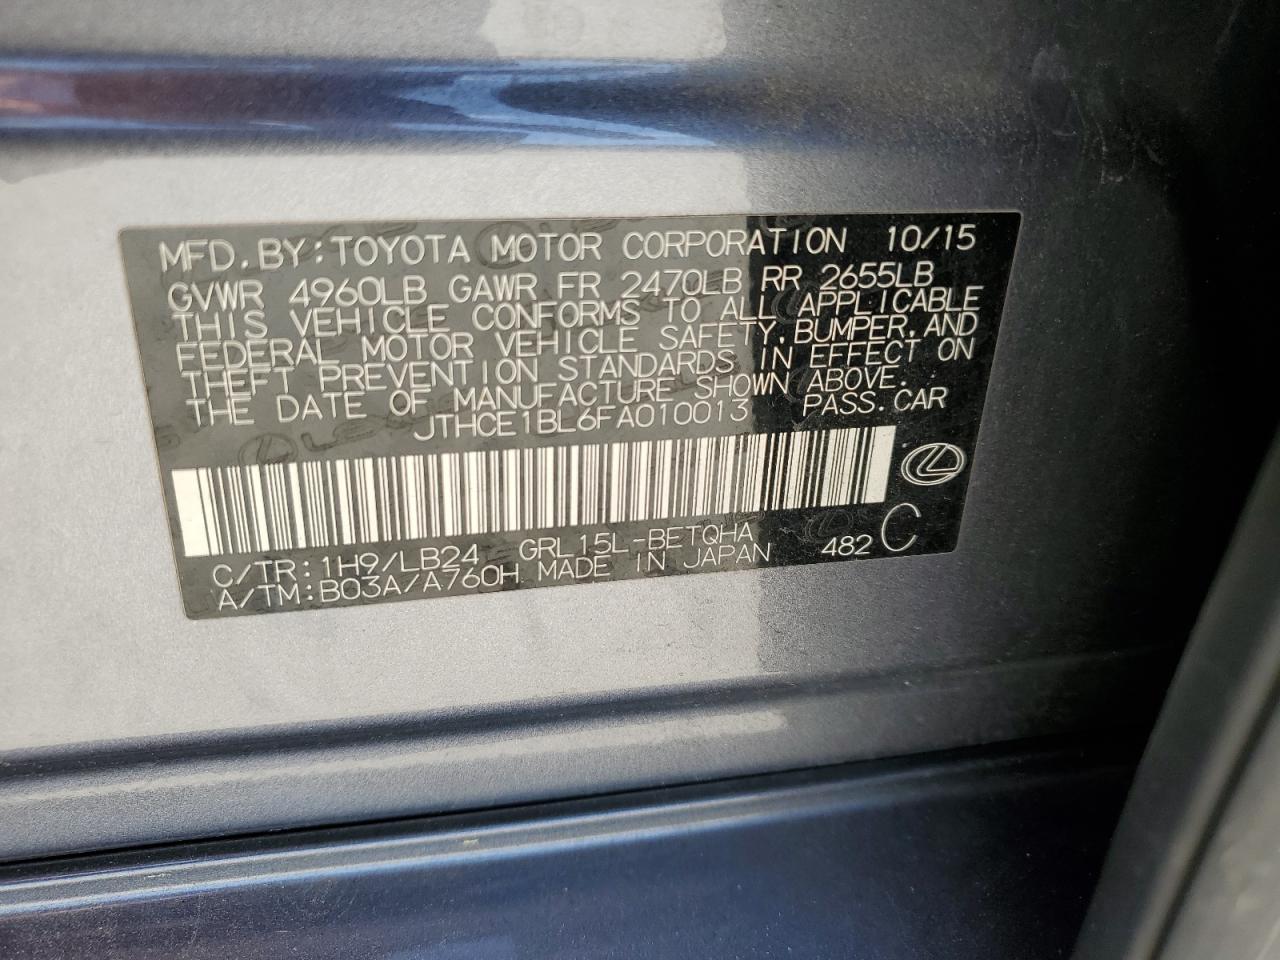 MFD. BY: TOYOTA MOTOR CORPORATION 10/15
GVWR 4960LB GAWR FR 2470LB RR 2655LB
THIS VEHICLE CONFORMS TO ALL APPLICABLE
FEDERAL MOTOR VEHICLE SAFETY, BUMPER, AND
THEFT PREVENTION STANDARDS IN EFFECT ON
THE DATE OF MANUFACTURE SHOWN ABOVE.
JTHCE1BL6FA010013 PASS. CAR
C/TR: 1H9/LB24 GRL15L-BETQHA 482 C
A/TM: B03A/A760H MADE IN JAPAN